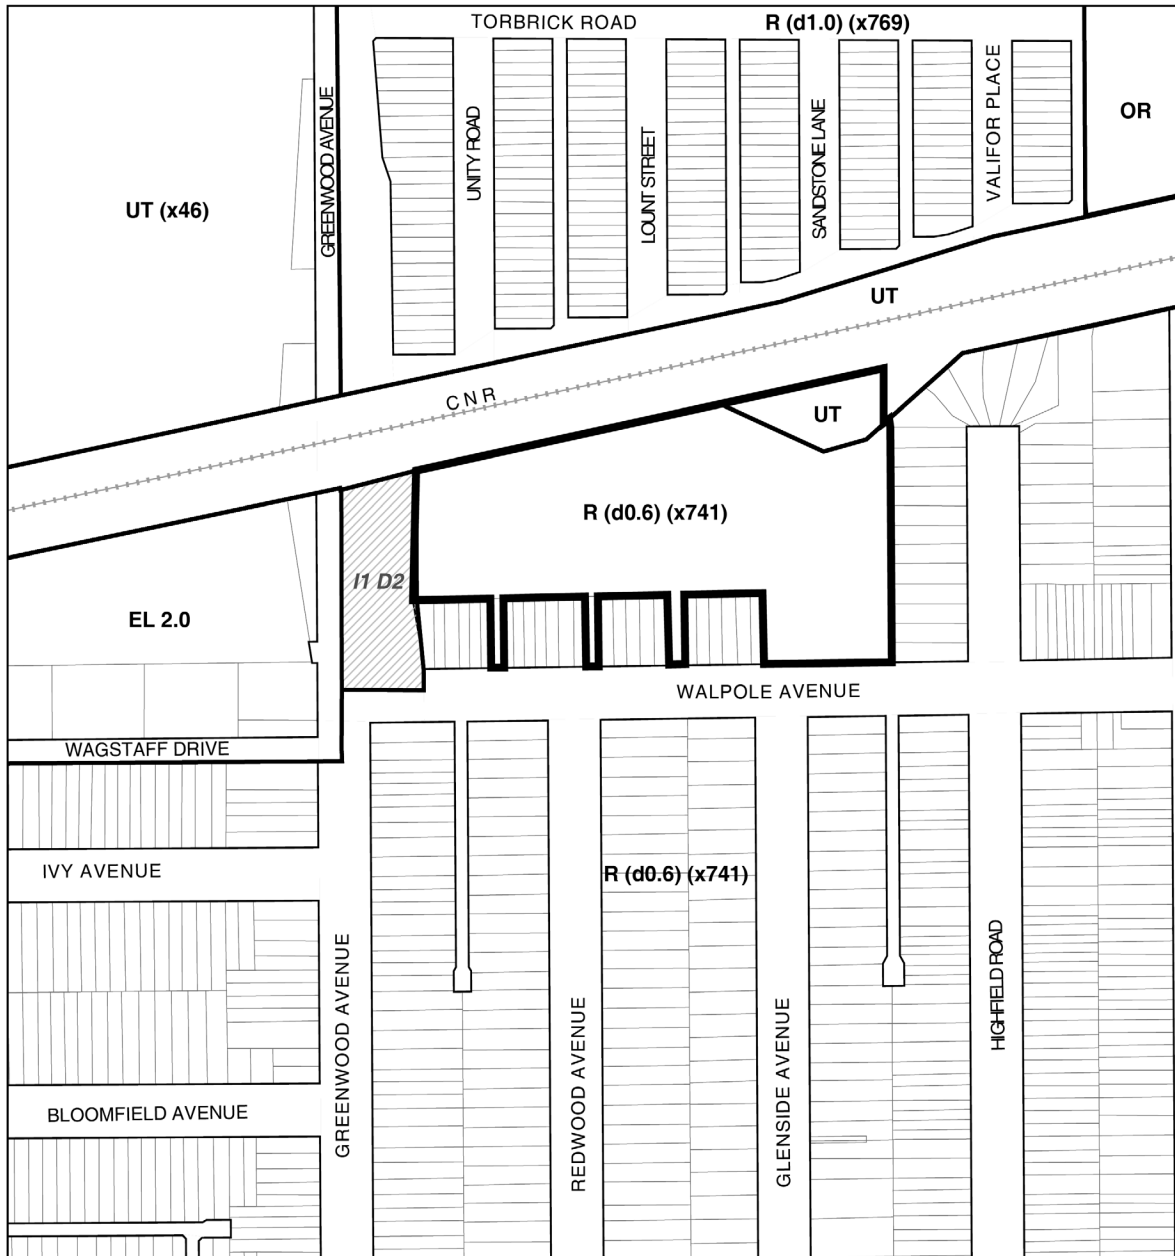 TORBRICK ROAD
R (d1.0) (x769)
GREENWOOD AVENUE
UNITY ROAD
LOUNT STREET
SANDSTONE LANE
VALIFOR PLACE
OR
UT (x46)
UT
CNR
UT
R (d0.6) (x741)
I1 D2
EL 2.0
WALPOLE AVENUE
WAGSTAFF DRIVE
IVY AVENUE
R (d0.6) (x741)
GREENWOOD AVENUE
REDWOOD AVENUE
GLENSIDE AVENUE
HIGHFIELD ROAD
BLOOMFIELD AVENUE